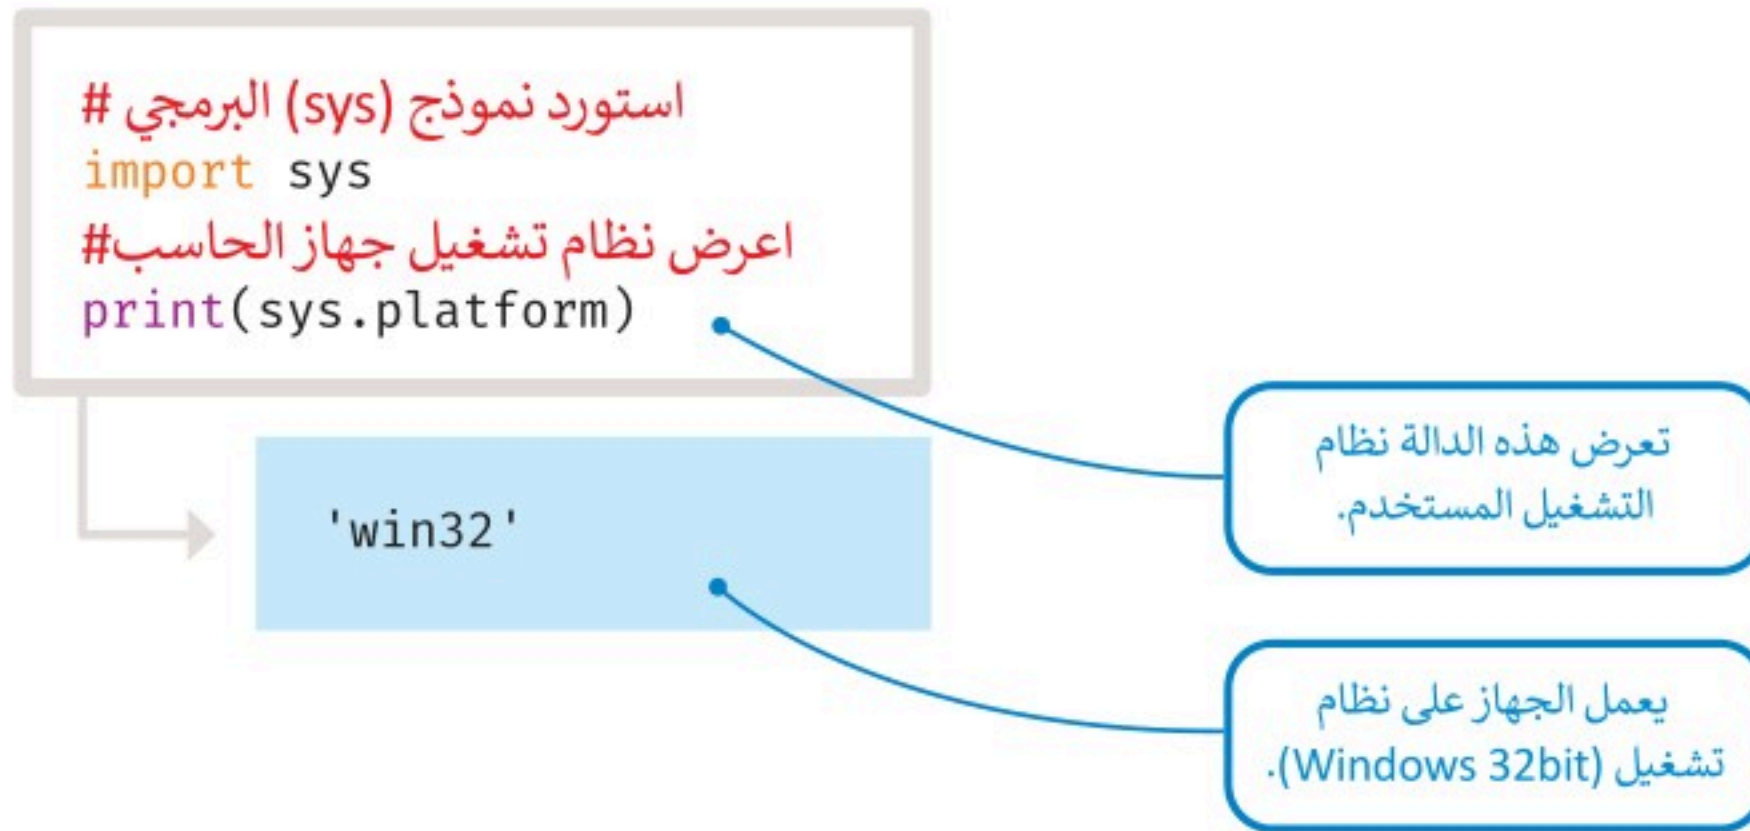 # استورد نموذج (sys) البرمجي
import sys
#اعرض نظام تشغيل جهاز الحاسب
print(sys.platform)
تعرض هذه الدالة نظام
التشغيل المستخدم.
'win32'
يعمل الجهاز على نظام
تشغيل (Windows 32bit).